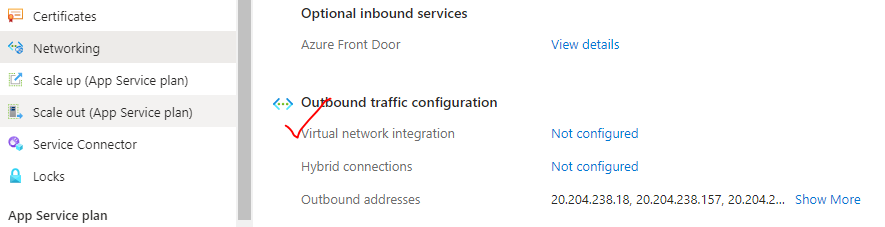 Certificates
Networking
Scale up (App Service plan)
Scale out (App Service plan)
Service Connector
Locks
App Service plan
Optional inbound services
Azure Front Door View details
Outbound traffic configuration
Virtual network integration Not configured
Hybrid connections Not configured
Outbound addresses 20.204.238.18, 20.204.238.157, 20.204.2... Show More